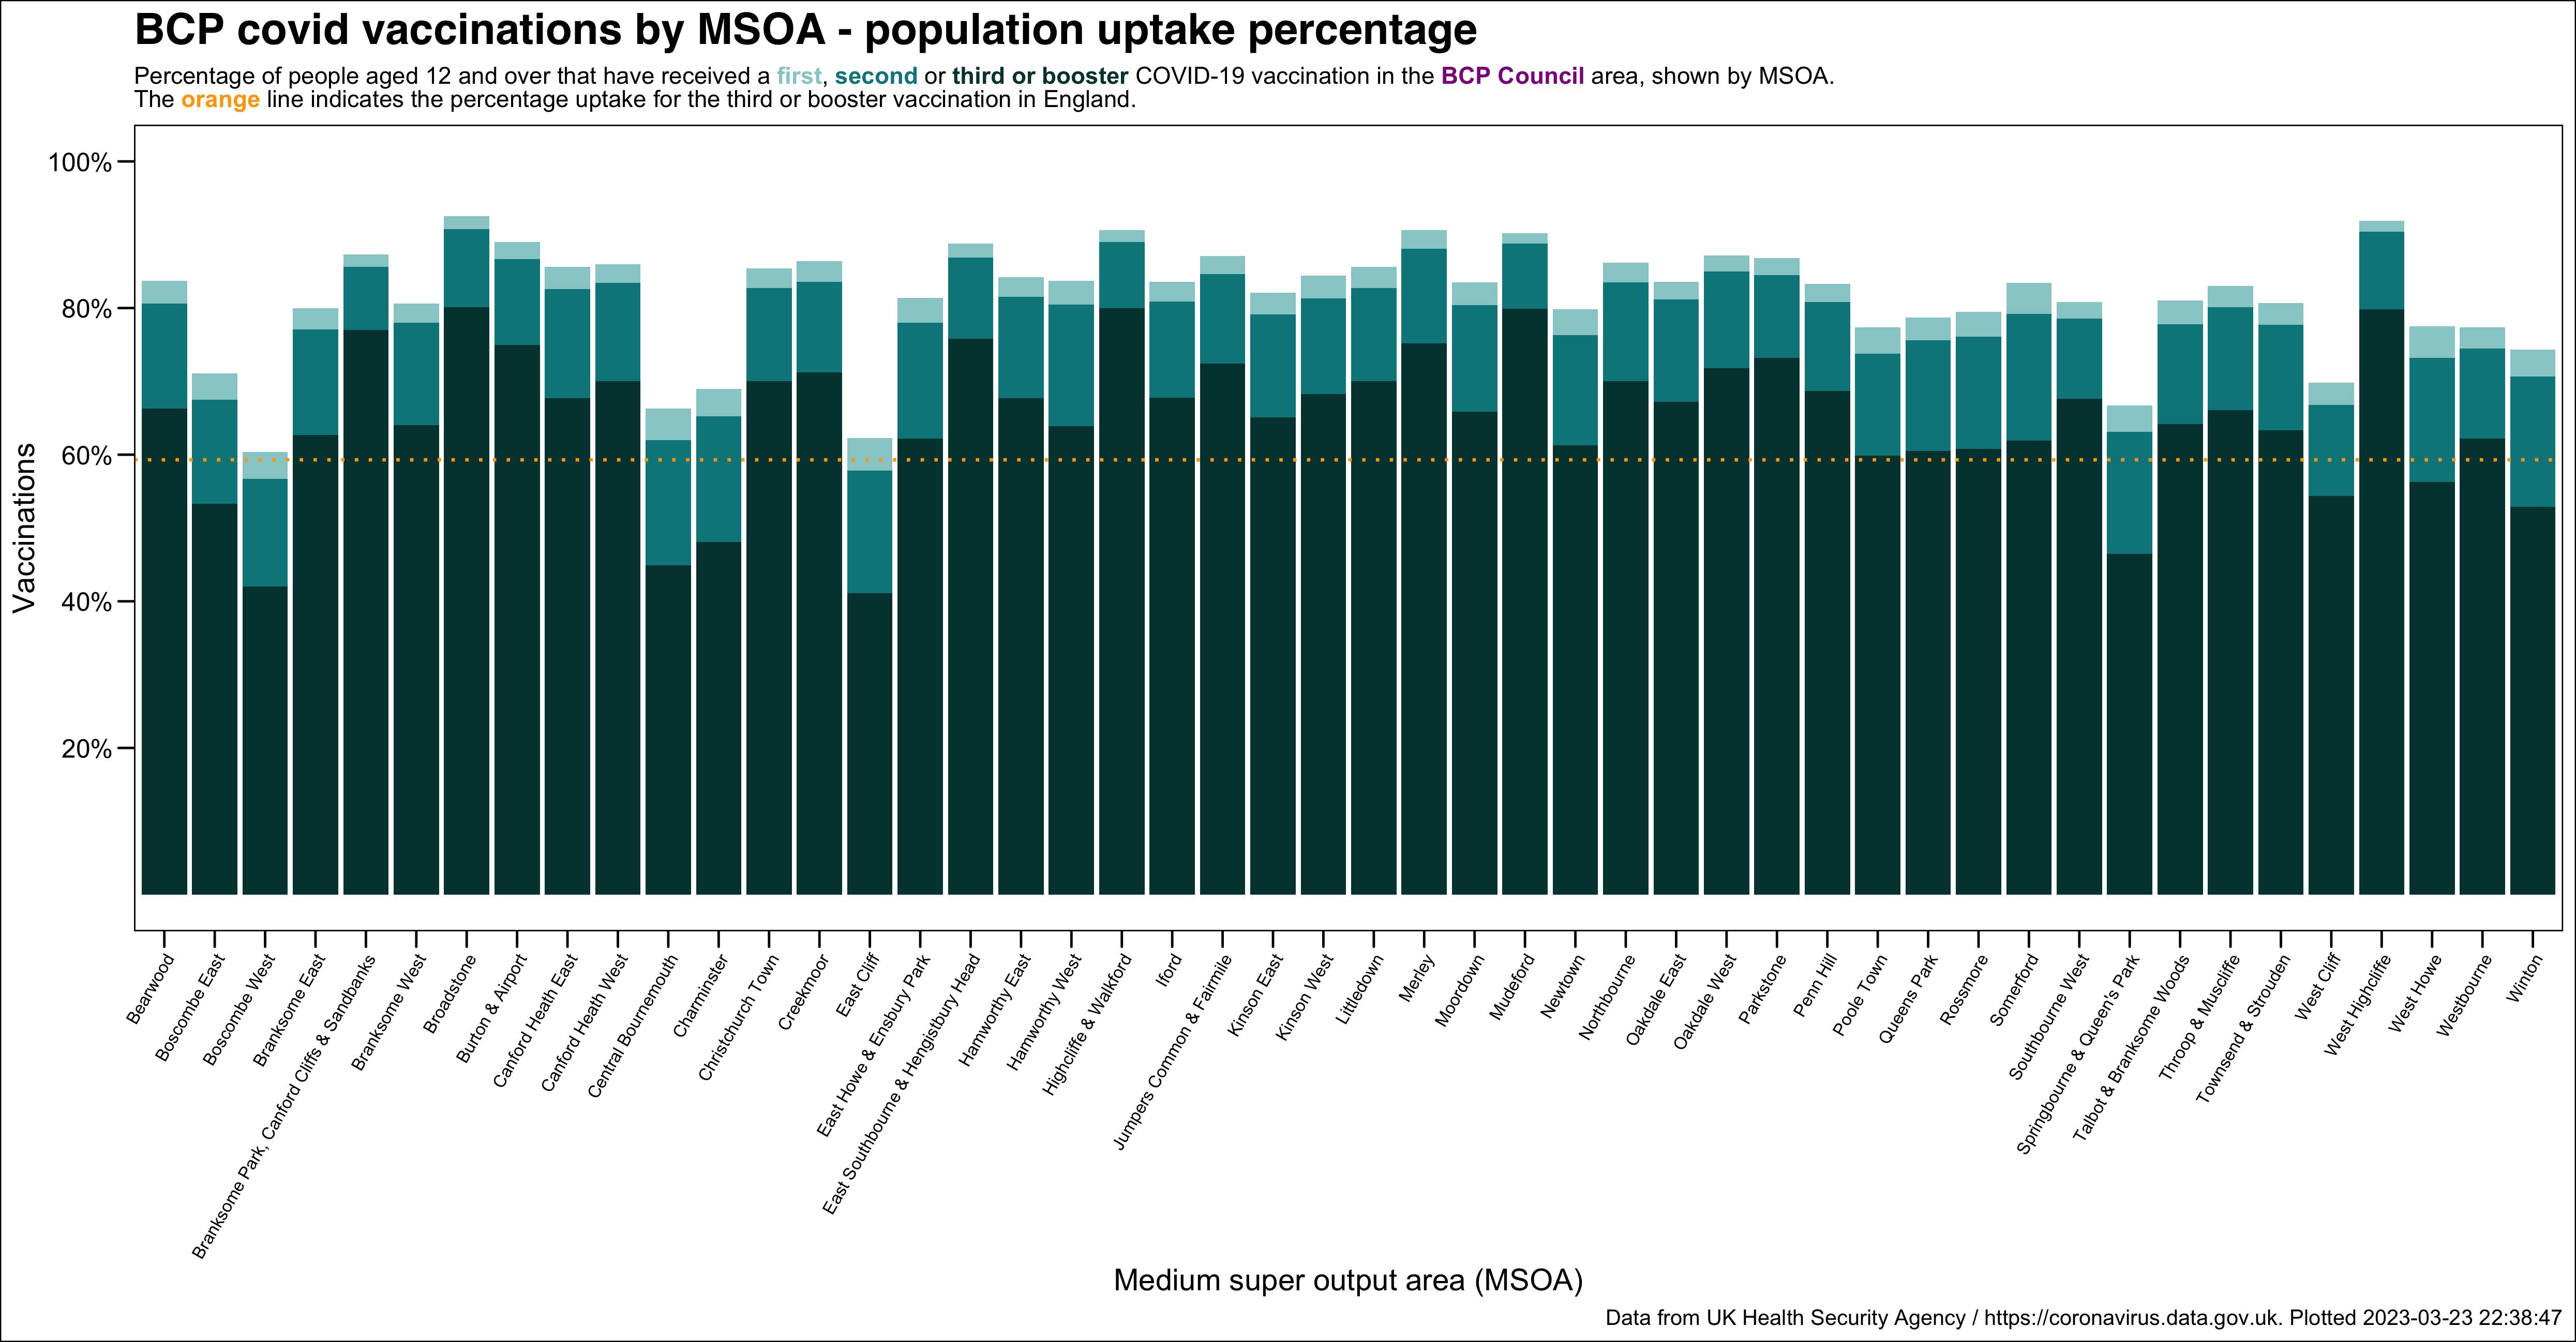 BCP covid vaccinations by MSOA - population uptake percentage
Percentage of people aged 12 and over that have received a first, second or third or booster COVID-19 vaccination in the BCP Council area, shown by MSOA.
The orange line indicates the percentage uptake for the third or booster vaccination in England.
Vaccinations
100%
80%
60%
40%
20%
Bearwood
Boscombe East
Boscombe West
Branksome East
Branksome Park, Canford Cliffs & Sandbanks
Branksome West
Broadstone
Burton & Airport
Canford Heath East
Canford Heath West
Central Bournemouth
Charminster
Christchurch Town
Creekmoor
East Cliff
East Howe & Ensbury Park
East Southbourne & Hengistbury Head
Hamworthy East
Hamworthy West
Highcliffe & Walkford
Iford
Jumpers Common & Fairmile
Kinson East
Kinson West
Littledown
Merley
Moordown
Mudeford
Newtown
Northbourne
Oakdale East
Oakdale West
Parkstone
Penn Hill
Poole Town
Queens Park
Rossmore
Somerford
Southbourne West
Springbourne & Queen's Park
Talbot & Branksome Woods
Throop & Muscliffe
Townsend & Strouden
West Cliff
West Highcliffe
West Howe
Westbourne
Winton
Medium super output area (MSOA)
Data from UK Health Security Agency / https://coronavirus.data.gov.uk. Plotted 2023-03-23 22:38:47